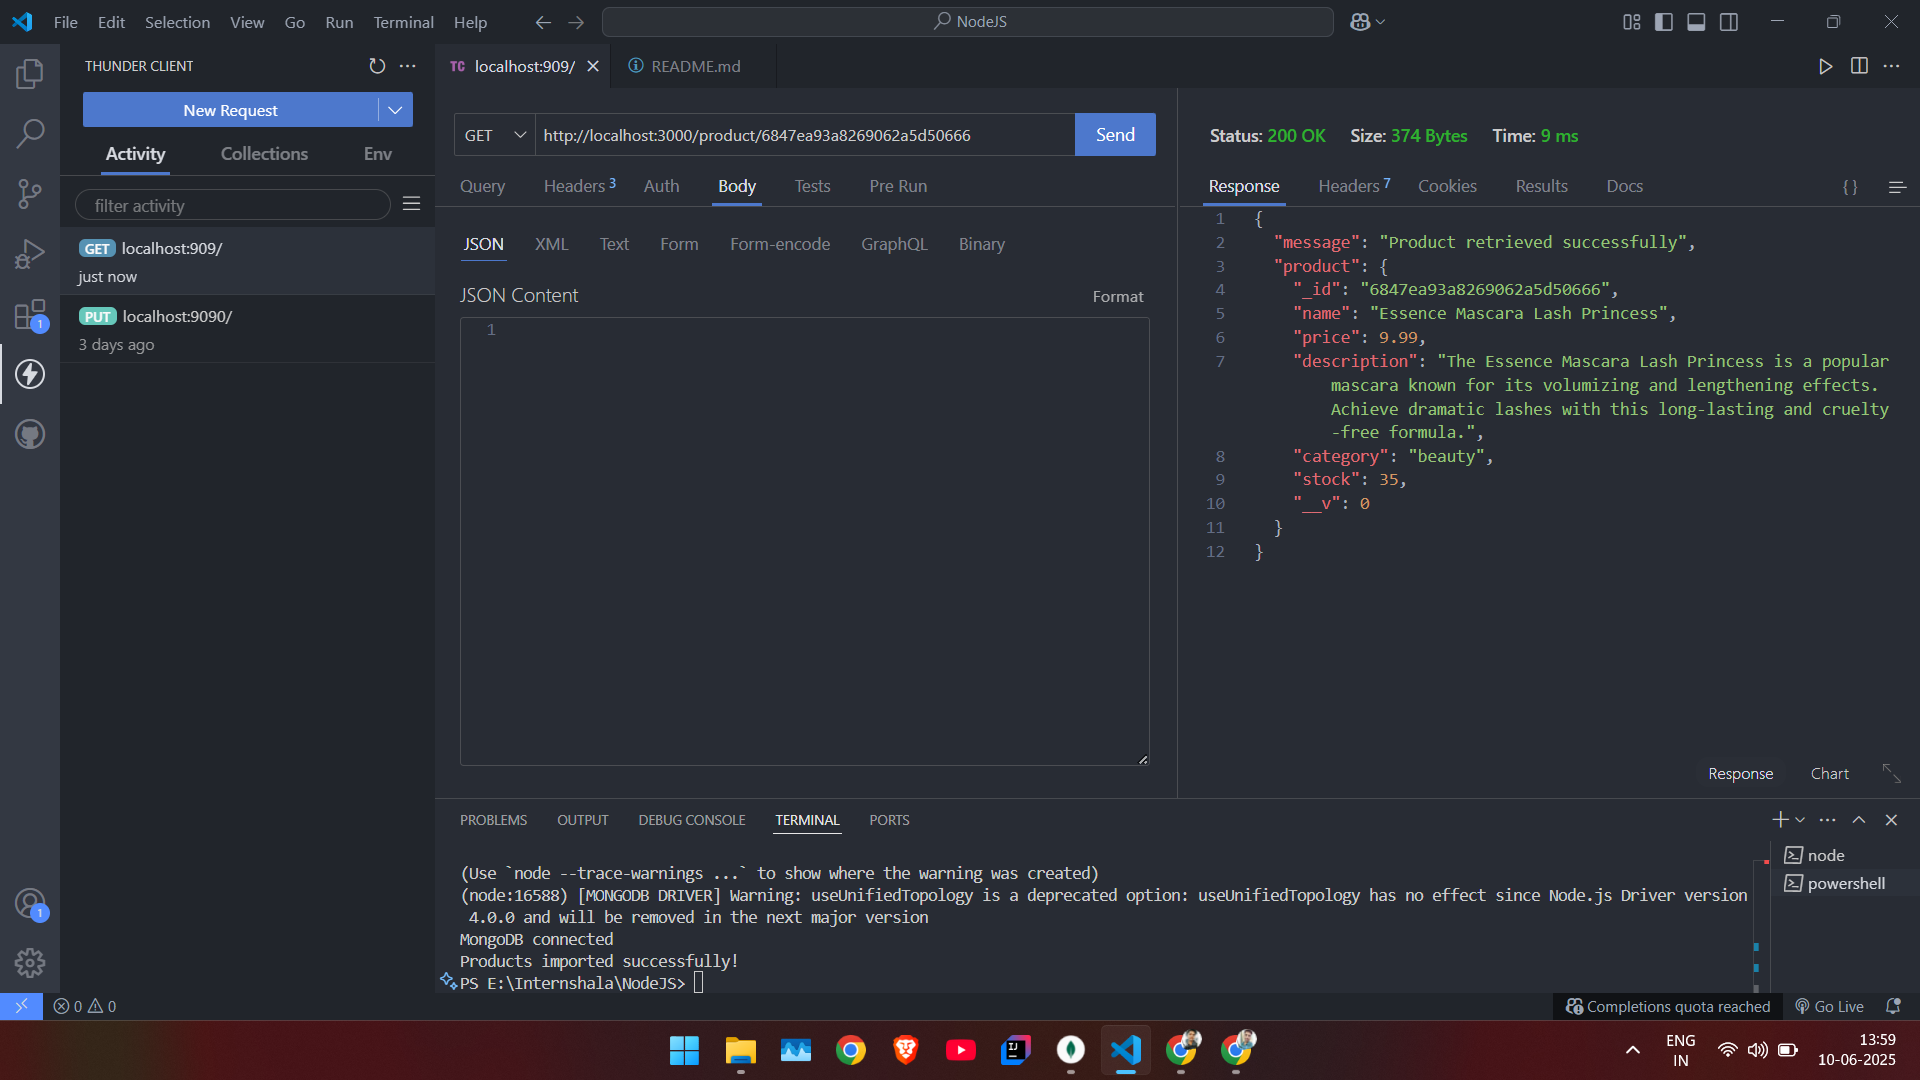 File Edit Selection View Go Run Terminal Help
NodeJS
THUNDER CLIENT
New Request
Activity Collections Env
filter activity
GET localhost:909/
just now
PUT localhost:9090/
3 days ago
TC localhost:909/
README.md
GET http://localhost:3000/product/6847ea93a8269062a5d50666 Send
Query Headers 3 Auth Body Tests Pre Run
JSON XML Text Form Form-encode GraphQL Binary
JSON Content Format
1
Status: 200 OK Size: 374 Bytes Time: 9 ms
Response Headers 7 Cookies Results Docs { }
1 {
2 "message": "Product retrieved successfully",
3 "product": {
4 "_id": "6847ea93a8269062a5d50666",
5 "name": "Essence Mascara Lash Princess",
6 "price": 9.99,
7 "description": "The Essence Mascara Lash Princess is a popular
mascara known for its volumizing and lengthening effects.
Achieve dramatic lashes with this long-lasting and cruelty
-free formula.",
8 "category": "beauty",
9 "stock": 35,
10 "__v": 0
11 }
12 }
Response Chart
PROBLEMS OUTPUT DEBUG CONSOLE TERMINAL PORTS
(Use `node --trace-warnings ...` to show where the warning was created)
(node:16588) [MONGODB DRIVER] Warning: useUnifiedTopology is a deprecated option: useUnifiedTopology has no effect since Node.js Driver version
4.0.0 and will be removed in the next major version
MongoDB connected
Products imported successfully!
PS E:\Internshala\NodeJS>
node
powershell
1
1
0 0
Completions quota reached
Go Live
IJ
ENG
IN
13:59
10-06-2025